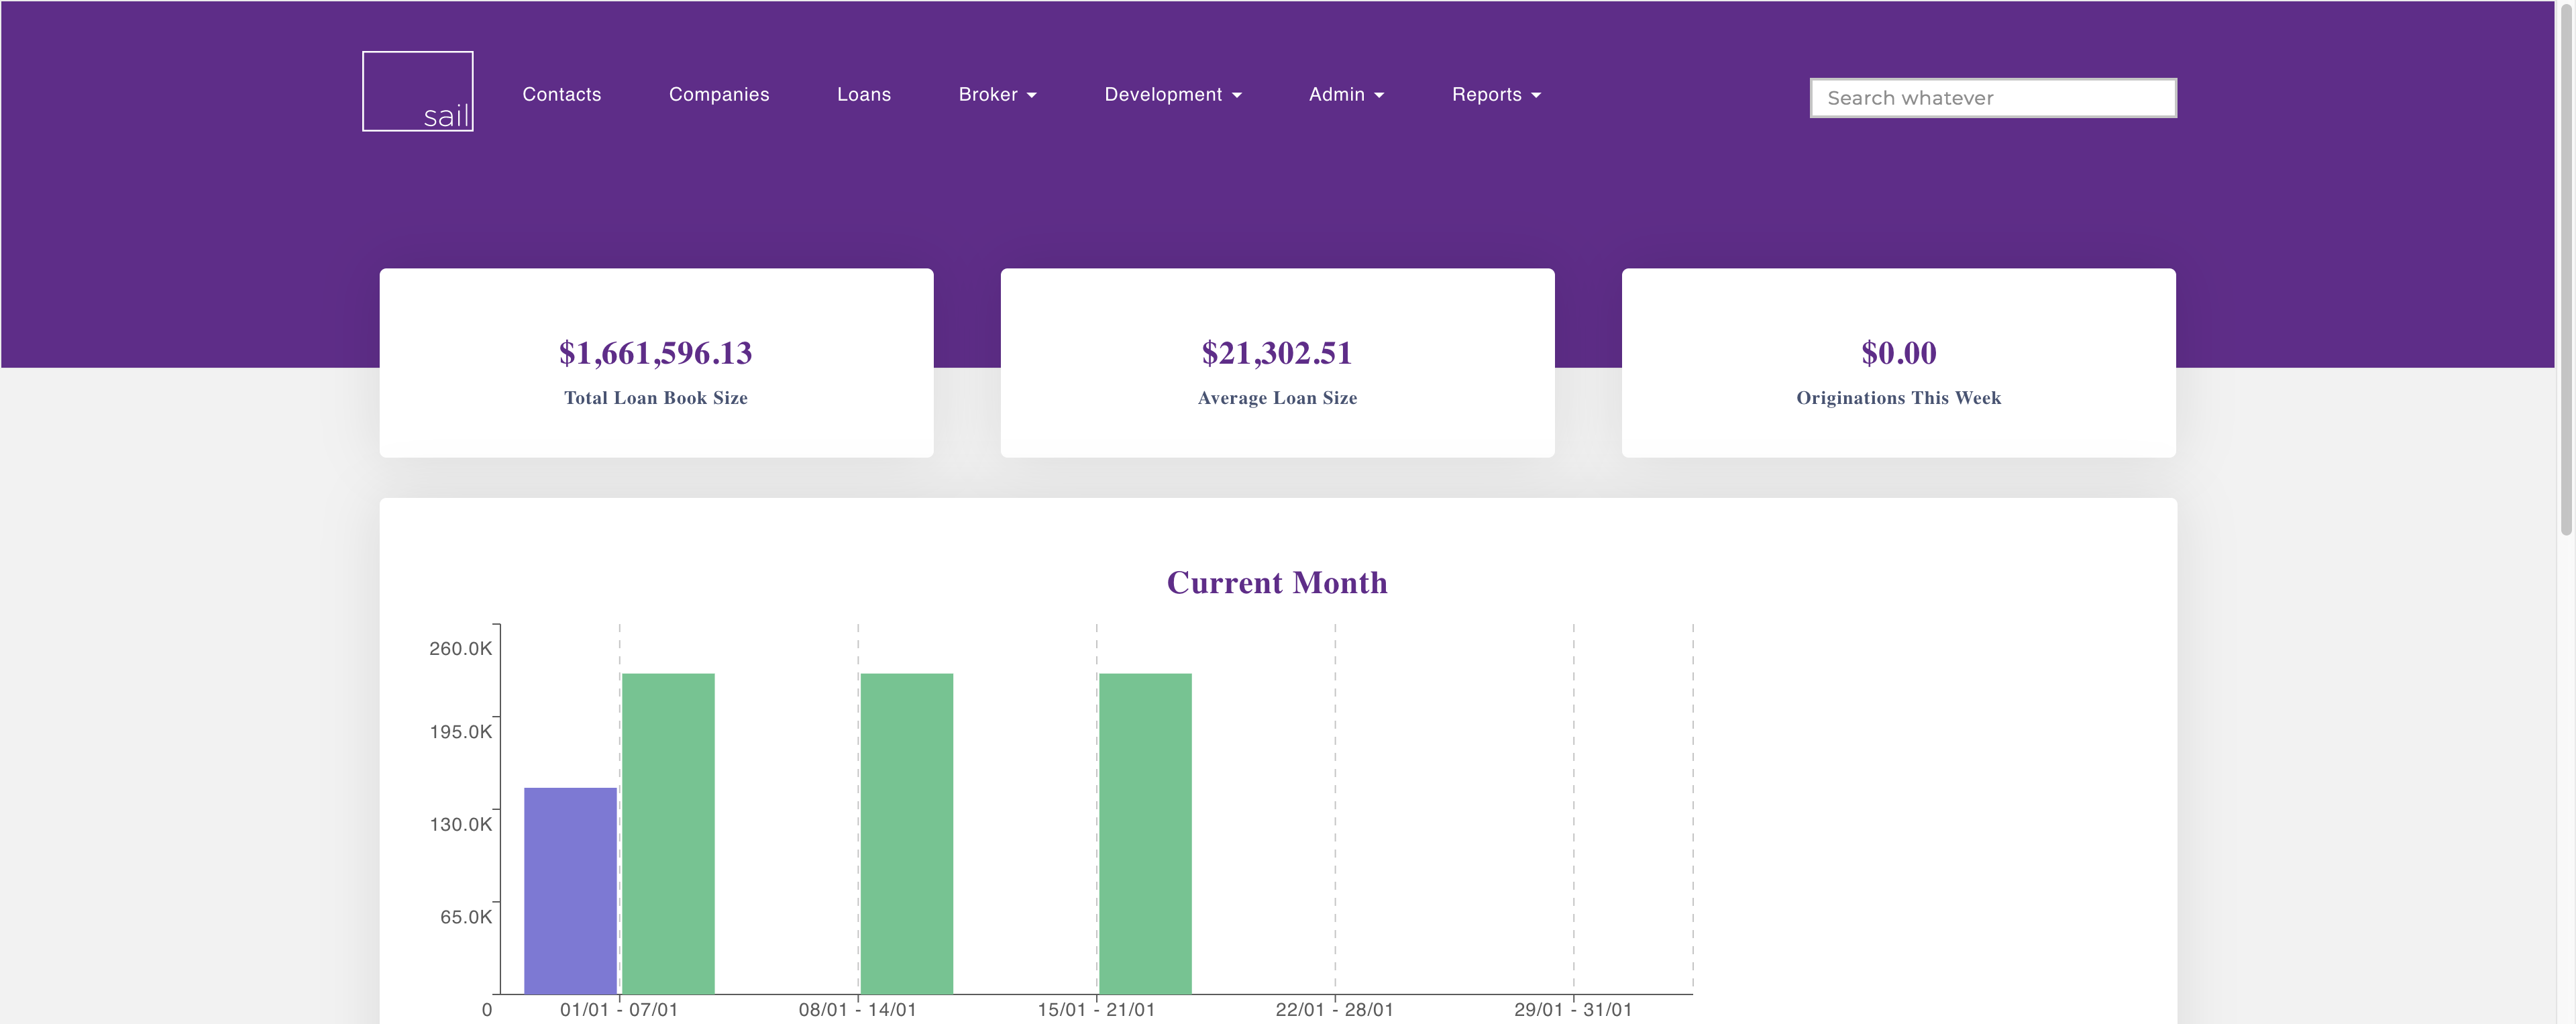 sail
Contacts Companies Loans Broker Development Admin Reports
Search whatever
$1,661,596.13
Total Loan Book Size
$21,302.51
Average Loan Size
$0.00
Originations This Week
Current Month
260.0K
195.0K
130.0K
65.0K
0
01/01 - 07/01 08/01 - 14/01 15/01 - 21/01 22/01 - 28/01 29/01 - 31/01